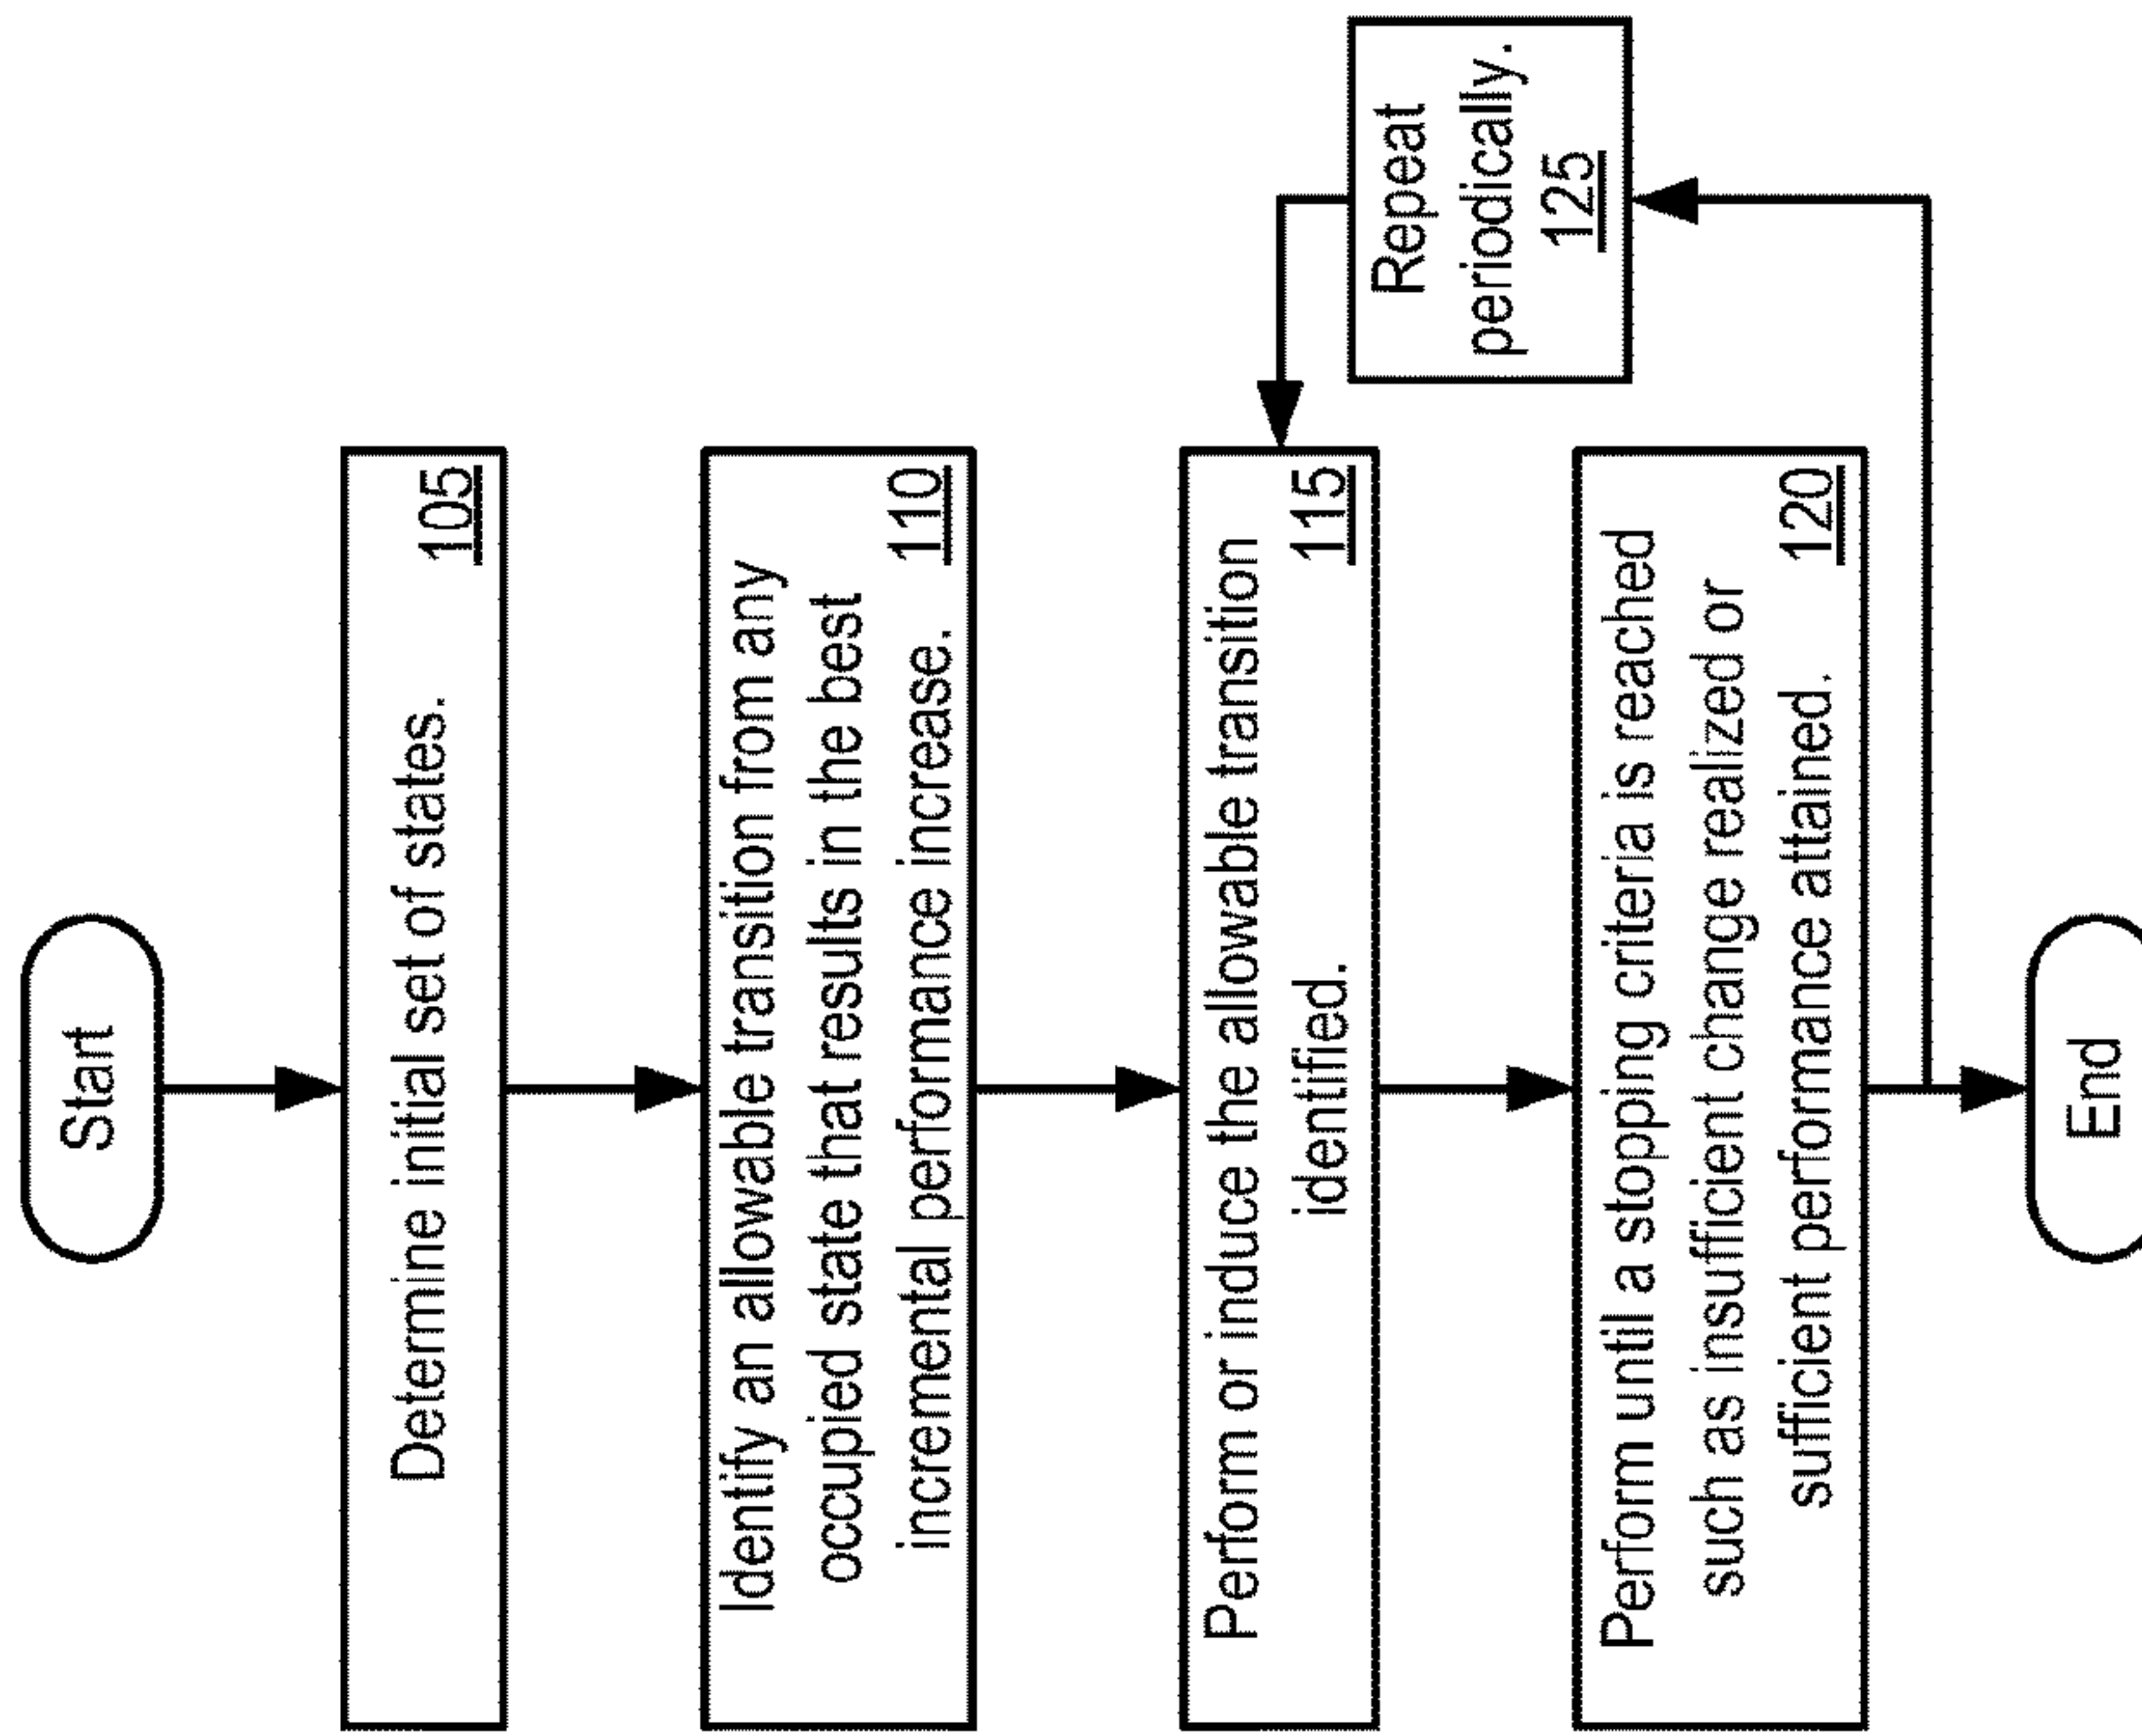 Start
Determine initial set of states.
105
Identify an allowable transition from any
occupied state that results in the best
incremental performance increase.
110
Perform or induce the allowable transition
identified.
115
Perform until a stopping criteria is reached
such as insufficient change realized or
sufficient performance attained.
120
Repeat
periodically.
125
End